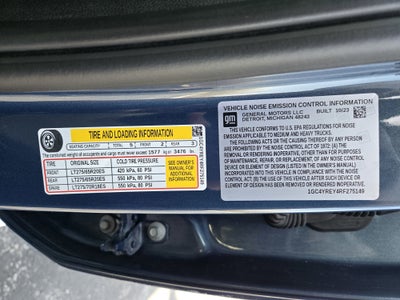 TIRE AND LOADING INFORMATION
SEATING CAPACITY TOTAL 5 FRONT 2 REAR 3
The combined weight of occupants and cargo must never exceed 1577 kg or 3476 lbs.
TIRE ORIGINAL SIZE COLD TIRE PRESSURE
FRONT LT275/65R20E5 420 kPa, 60 PSI
REAR LT275/65R20E5 550 kPa, 80 PSI
SPARE LT275/70R18E5 550 kPa, 80 PSI
SEE OWNER'S
MANUAL FOR
ADDITIONAL
INFORMATION
1GC4YREY4RF275149
VEHICLE NOISE EMISSION CONTROL INFORMATION
gm
GENERAL MOTORS LLC BUILT 10/23
DETROIT, MICHIGAN 48243
THIS VEHICLE CONFORMS TO U.S. EPA REGULATIONS FOR NOISE
EMISSION APPLICABLE TO MEDIUM AND HEAVY TRUCKS.
THE FOLLOWING ACTS OR THE CAUSING THEREOF BY ANY PERSON
ARE PROHIBITED BY THE NOISE CONTROL ACT OF 1972: (A) THE
REMOVAL OR RENDERING INOPERATIVE, OTHER THAN FOR PURPOSES
OF MAINTENANCE, REPAIR, OR REPLACEMENT, OF ANY NOISE
CONTROL DEVICE OR ELEMENT OF DESIGN (LISTED IN THE OWNER'S
MANUAL) INCORPORATED INTO THIS VEHICLE IN COMPLIANCE WITH
THE NOISE CONTROL ACT; (B) THE USE OF THIS VEHICLE AFTER
SUCH DEVICE OR ELEMENT OF DESIGN HAS BEEN REMOVED OR
RENDERED INOPERATIVE.
1GC4YREY4RF275149